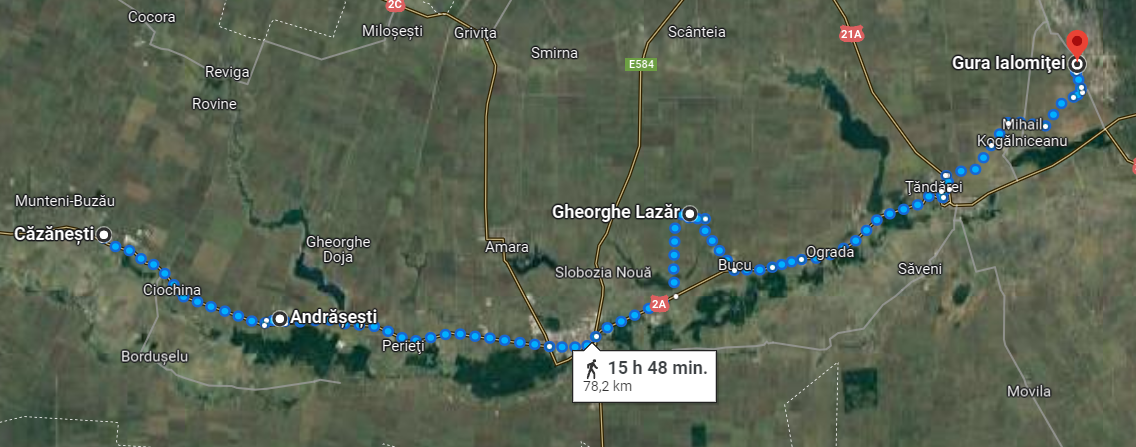 2C
Cocora
Miloșești
Grivița
Scânteia
21A
Smirna
Gura Ialomiței
E584
Reviga
Rovine
Mihail
Kogălniceanu
Țăndărei
Munteni-Buzău
Gheorghe Lazăr
Căzănești
Gheorghe
Doja
Amara
Ograda
Bucu
Slobozia Nouă
Săveni
Ciochina
2A
Andrășești
Perieți
Bordușelu
15 h 48 min.
78,2 km
Movila